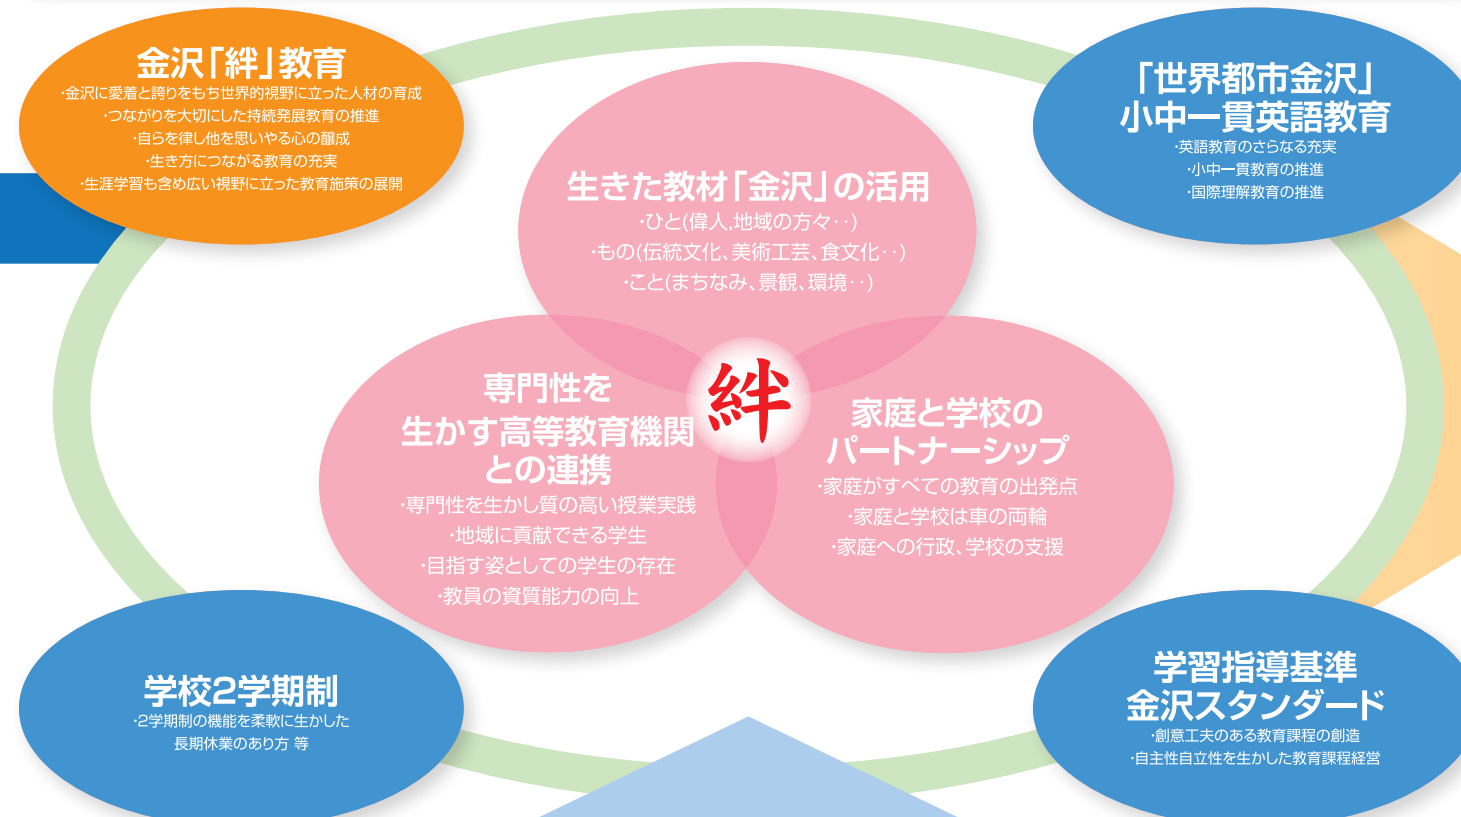 金沢「絆」教育
・金沢に愛着と誇りをもち世界的視野に立った人材の育成
・つながりを大切にした持続発展教育の推進
・自らを律し他を思いやる心の醸成
・生き方につながる教育の充実
・生涯学習も含め広い視野に立った教育施策の展開
「世界都市金沢」
小中一貫英語教育
・英語教育のさらなる充実
・小中一貫教育の推進
・国際理解教育の推進
生きた教材「金沢」の活用
・ひと(偉人,地域の方々‥)
・もの(伝統文化、美術工芸、食文化‥)
・こと(まちなみ、景観、環境‥)
絆
専門性を
生かす高等教育機関
との連携
・専門性を生かし質の高い授業実践
・地域に貢献できる学生
・目指す姿としての学生の存在
・教員の資質能力の向上
家庭と学校の
パートナーシップ
・家庭がすべての教育の出発点
・家庭と学校は車の両輪
・家庭への行政、学校の支援
学校2学期制
・2学期制の機能を柔軟に生かした
長期休業のあり方 等
学習指導基準
金沢スタンダード
・創意工夫のある教育課程の創造
・自主性自立性を生かした教育課程経営